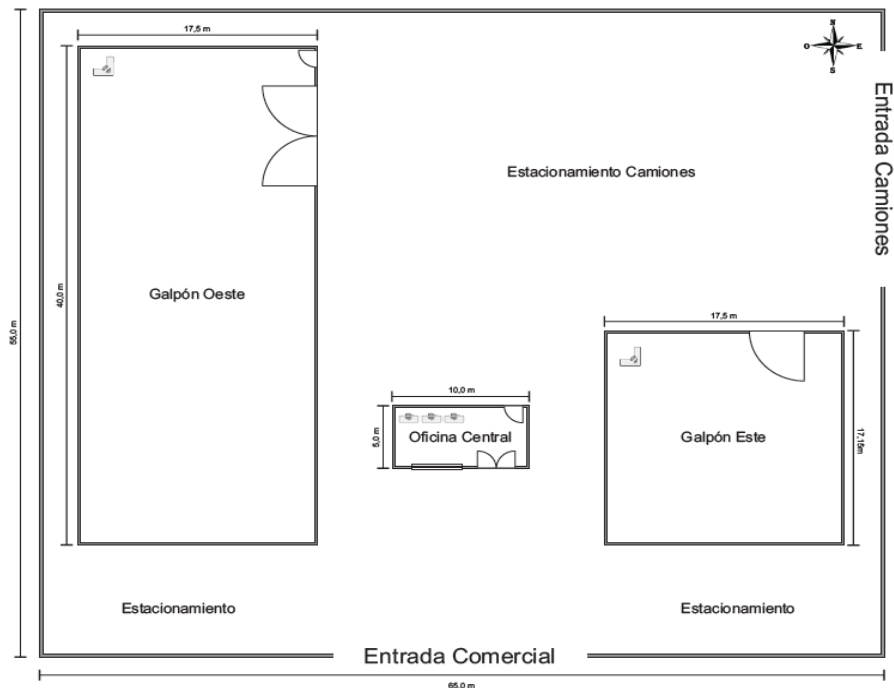 17,5 m
N
O
E
S
Entrada Camiones
Estacionamiento Camiones
Galpón Oeste
40,0 m
55,0 m
17,5 m
10,0 m
5,0 m
Oficina Central
Galpón Este
17,15m
Estacionamiento
Estacionamiento
Entrada Comercial
65,0 m